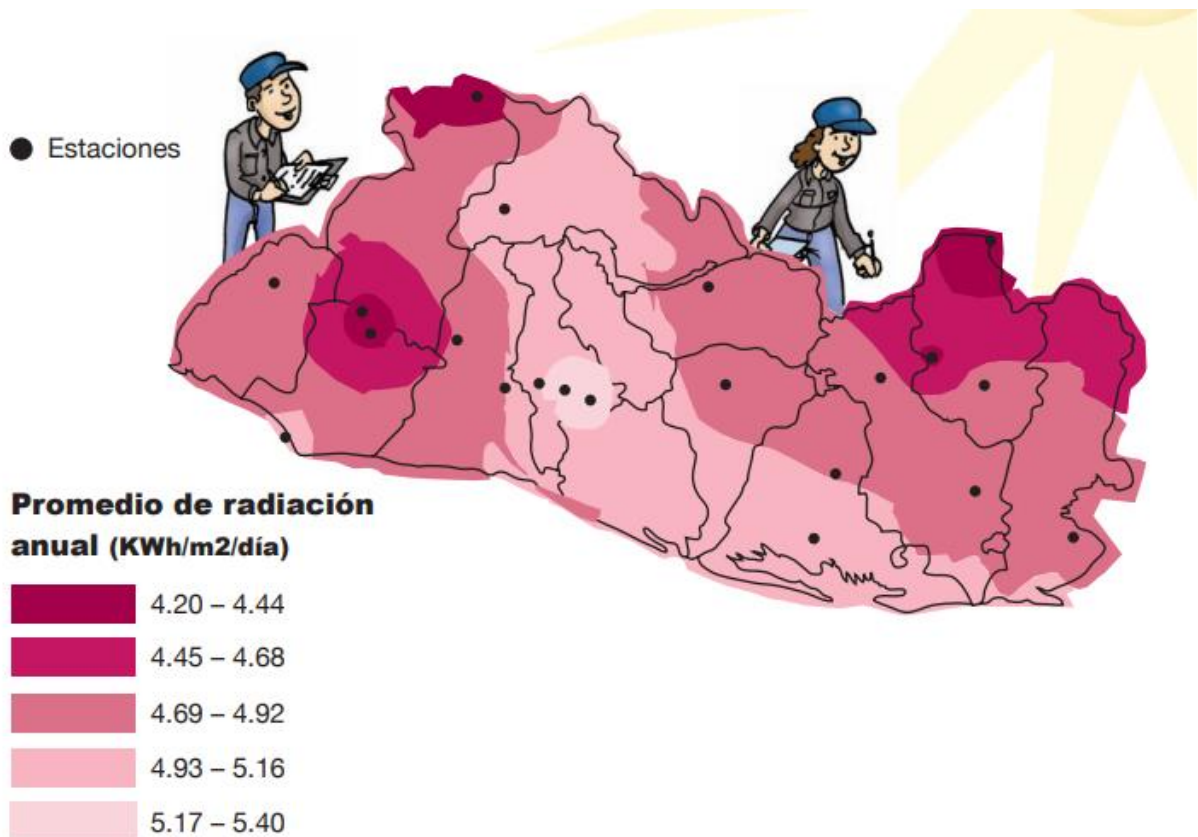 Estaciones
Promedio de radiación
anual (KWh/m2/día)
4.20 – 4.44
4.45 – 4.68
4.69 – 4.92
4.93 – 5.16
5.17 – 5.40